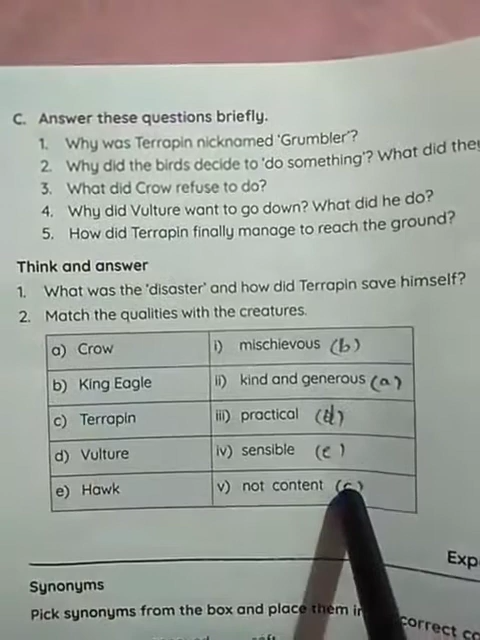 C. Answer these questions briefly.
1. Why was Terrapin nicknamed 'Grumbler'?
2. Why did the birds decide to 'do something'? What did they
3. What did Crow refuse to do?
4. Why did Vulture want to go down? What did he do?
5. How did Terrapin finally manage to reach the ground?
Think and answer
1. What was the 'disaster' and how did Terrapin save himself?
2. Match the qualities with the creatures.
a) Crow i) mischievous (b)
b) King Eagle ii) kind and generous (a)
c) Terrapin iii) practical (d)
d) Vulture iv) sensible (e)
e) Hawk v) not content (c)
Exp
Synonyms
Pick synonyms from the box and place them in correct